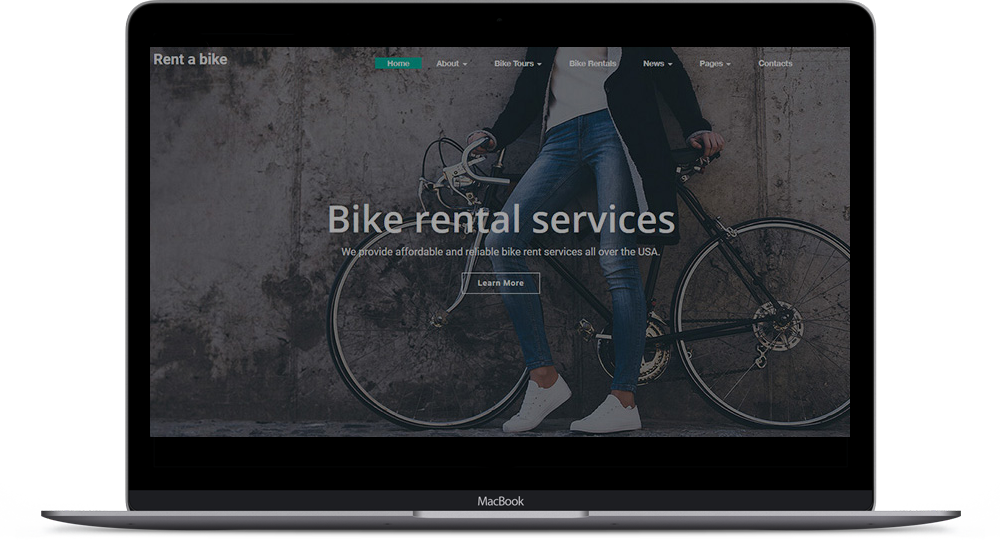 Rent a bike
Home About Bike Tours Bike Rentals News Pages Contacts
Bike rental services
We provide affordable and reliable bike rent services all over the USA.
Learn More
MacBook